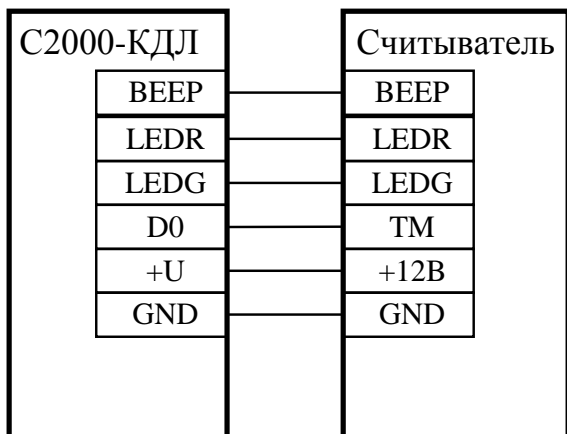 С2000-КДЛ Считыватель
BEEP BEEP
LEDR LEDR
LEDG LEDG
D0 TM
+U +12В
GND GND